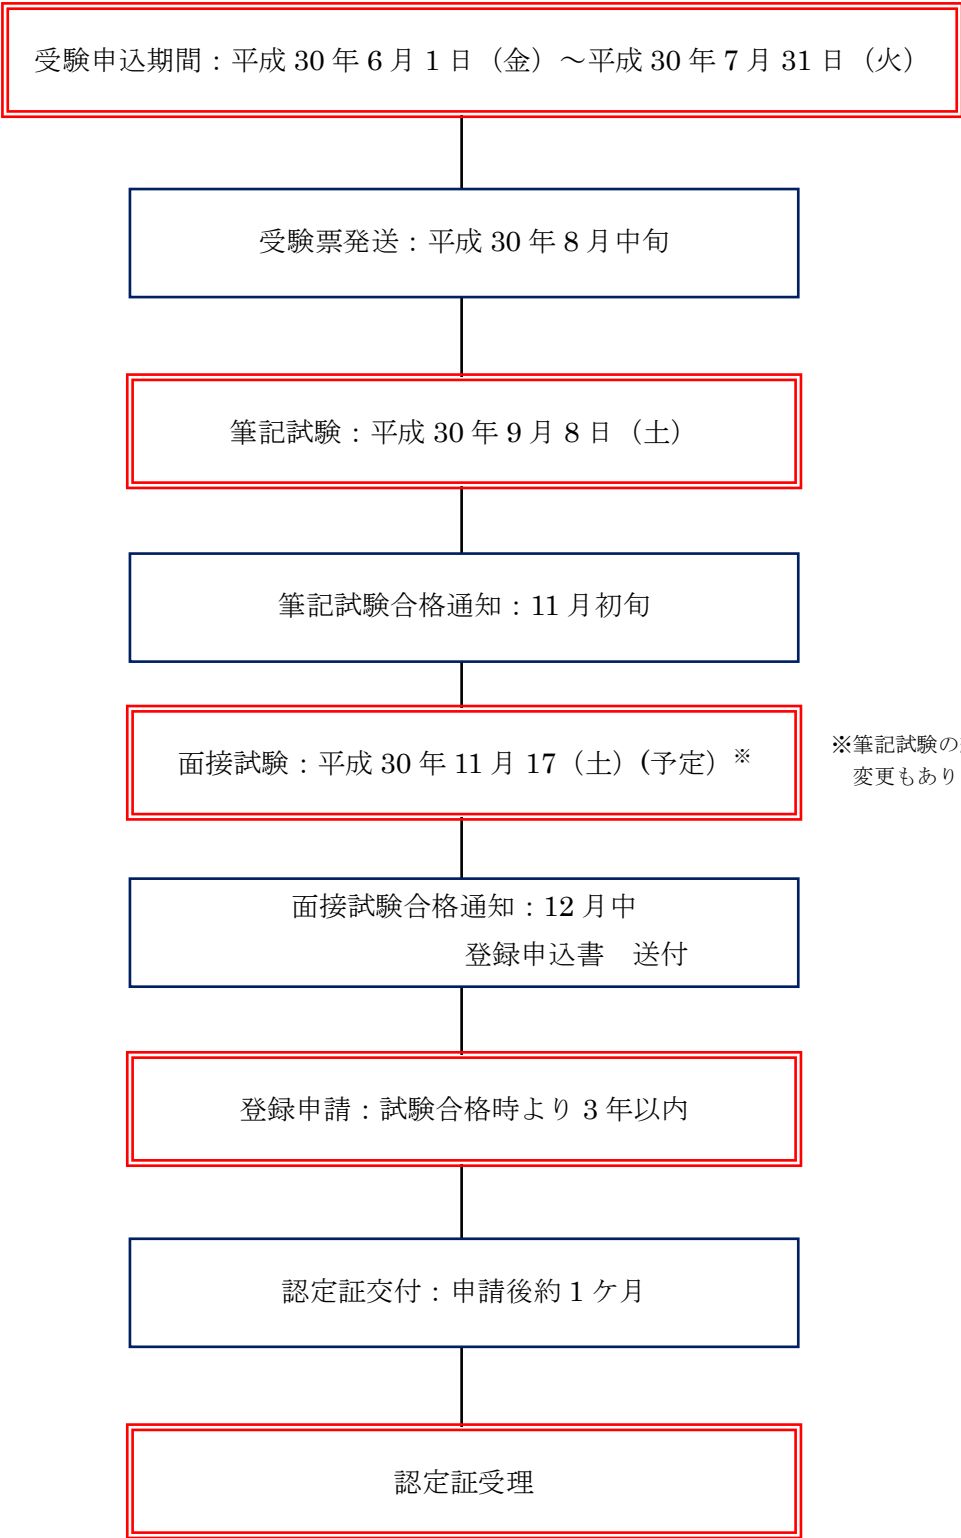 受験申込期間：平成 30 年 6 月 1 日（金）～平成 30 年 7 月 31 日（火）
受験票発送：平成 30 年 8 月中旬
筆記試験：平成 30 年 9 月 8 日（土）
筆記試験合格通知：11 月初旬
面接試験：平成 30 年 11 月 17（土）(予定）※
※筆記試験の
変更もあり
面接試験合格通知：12 月中
登録申込書　送付
登録申請：試験合格時より 3 年以内
認定証交付：申請後約 1 ケ月
認定証受理